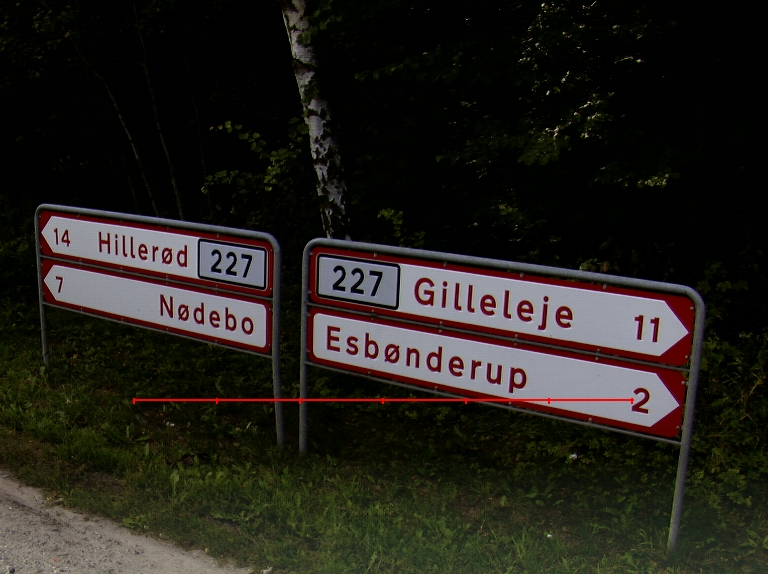 14 Hillerød 227
7 Nødebo
227 Gilleleje 11
Esbønderup 2